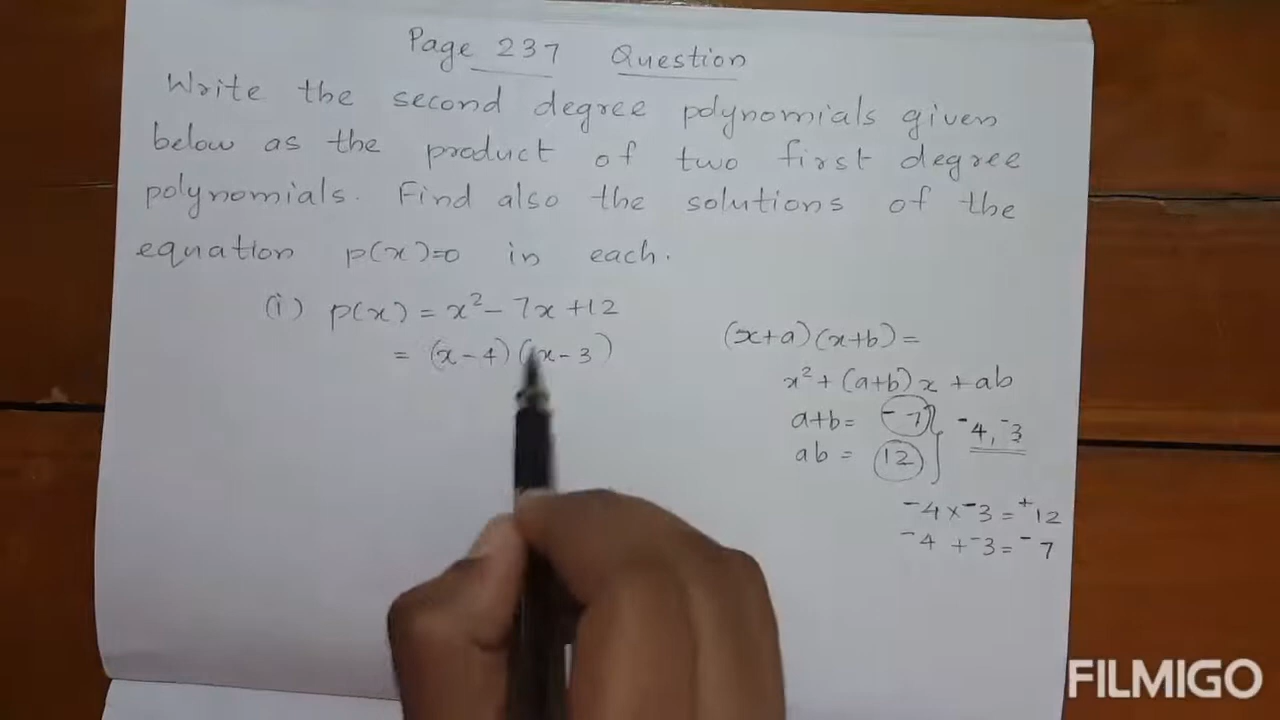 Page 237 Question
Write the second degree polynomials given
below as the product of two first degree
polynomials. Find also the solutions of the
equation p(x)=0 in each.
(i) p(x) = x² - 7x +12
= (x-4)(x-3)
(x+a)(x+b) =
x² + (a+b)x + ab
a+b = -7
ab = 12
-4, -3
-4 x -3 = +12
-4 + -3 = -7
FILMIGO